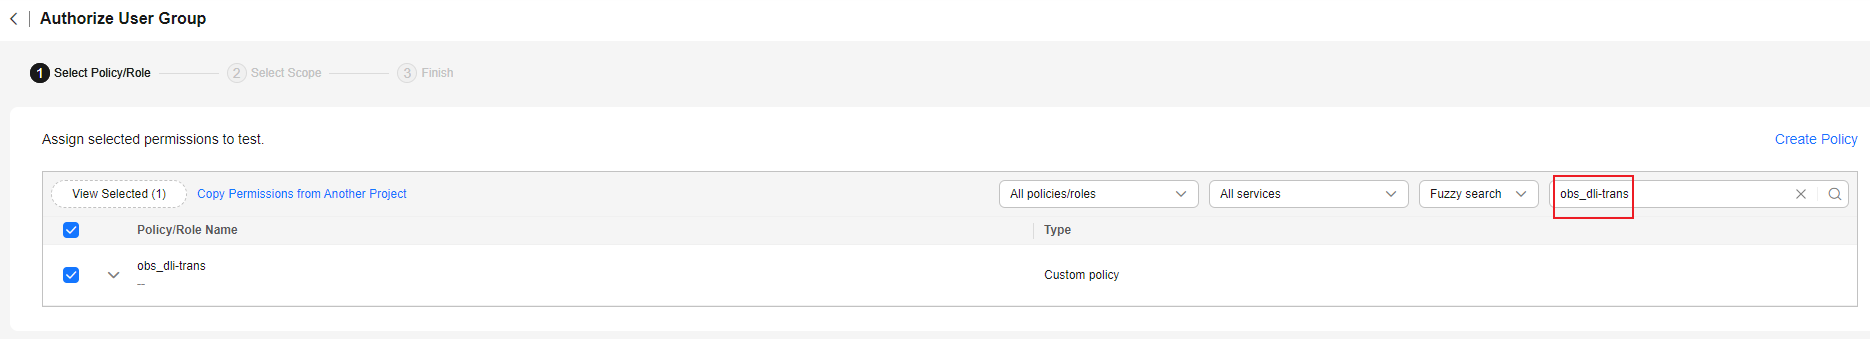 Authorize User Group
1 Select Policy/Role 2 Select Scope 3 Finish
Assign selected permissions to test. Create Policy
View Selected (1) Copy Permissions from Another Project All policies/roles All services Fuzzy search obs_dli-trans
Policy/Role Name Type
obs_dli-trans Custom policy
--